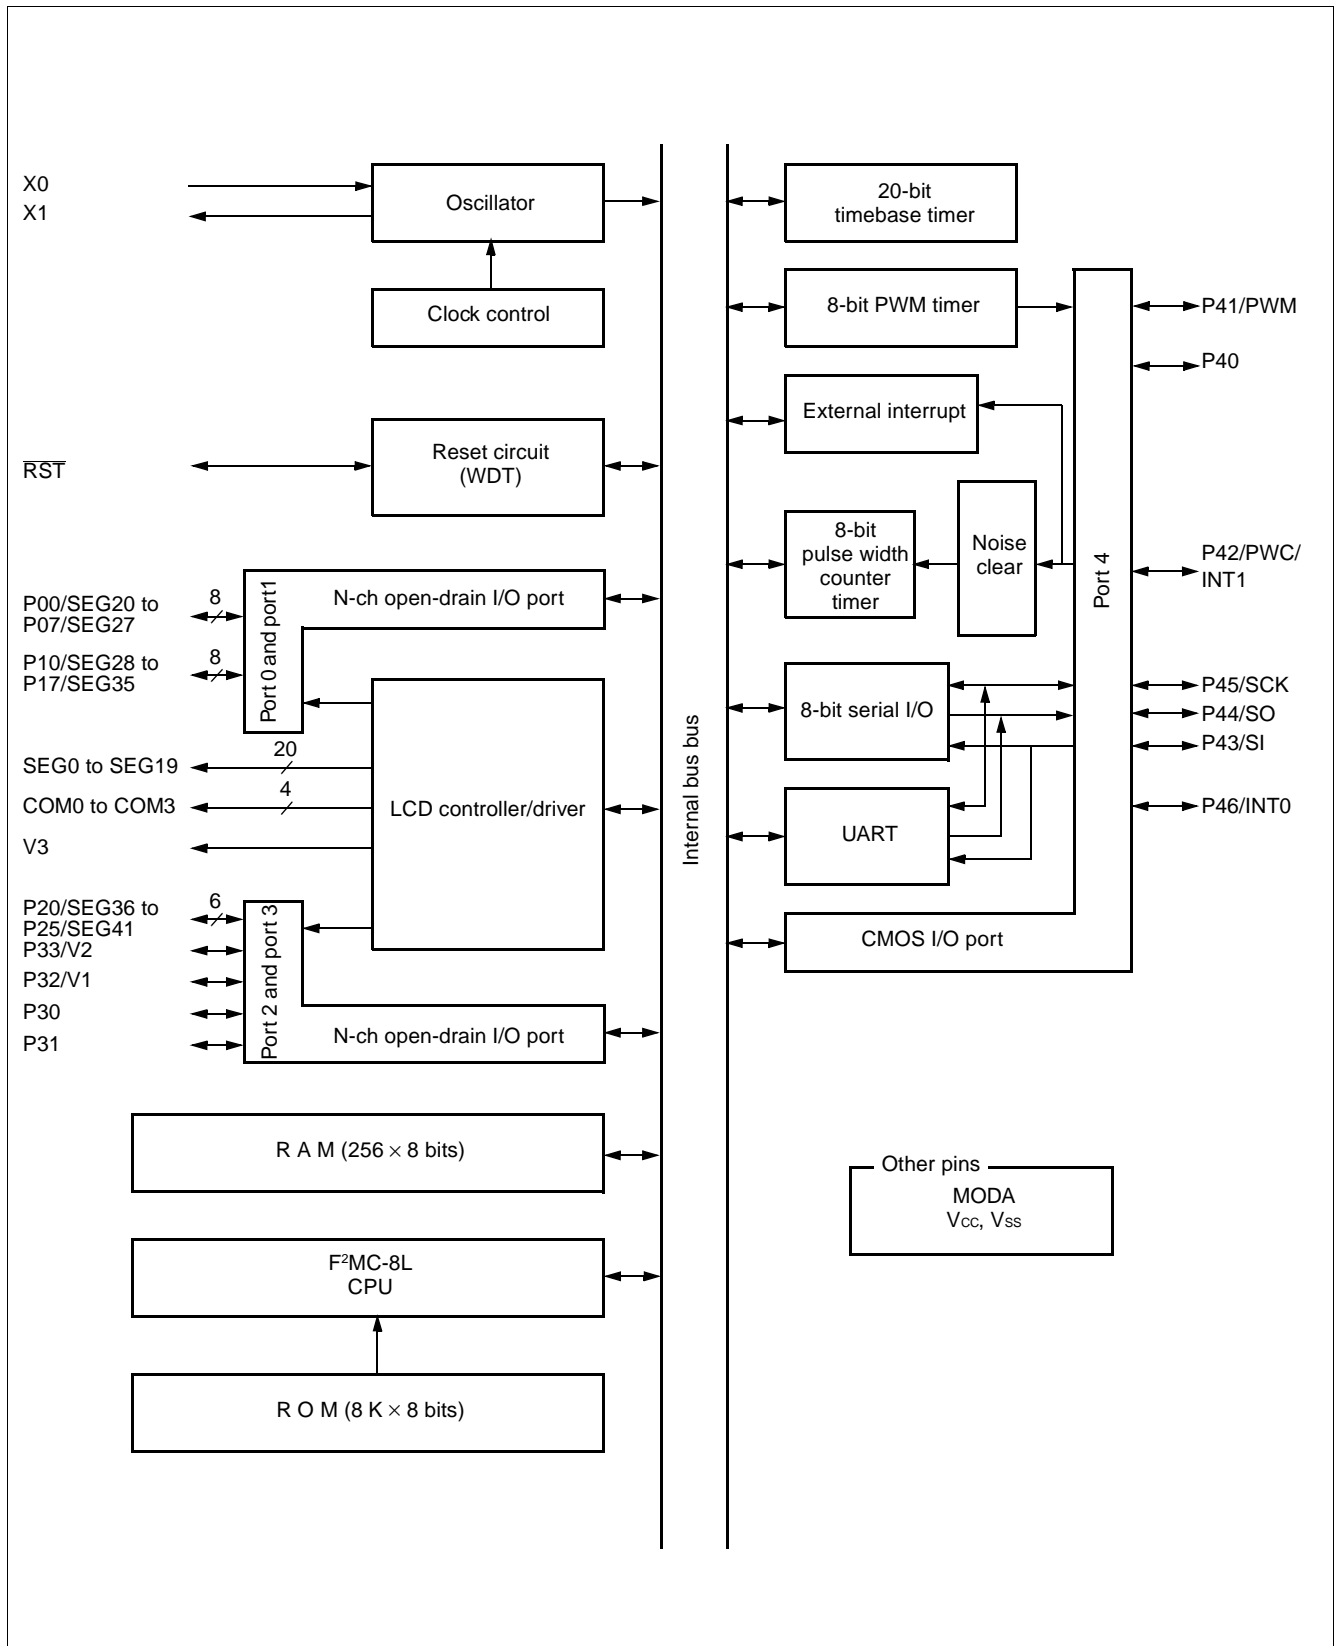 X0
X1
Oscillator
Clock control
RST
Reset circuit
(WDT)
P00/SEG20 to
P07/SEG27
8
P10/SEG28 to
P17/SEG35
8
Port 0 and port1
N-ch open-drain I/O port
SEG0 to SEG19
20
COM0 to COM3
4
V3
LCD controller/driver
P20/SEG36 to
P25/SEG41
6
P33/V2
P32/V1
P30
P31
Port 2 and port 3
N-ch open-drain I/O port
R A M (256 × 8 bits)
F²MC-8L
CPU
R O M (8 K × 8 bits)
Internal bus bus
20-bit
timebase timer
8-bit PWM timer
External interrupt
8-bit
pulse width
counter
timer
Noise
clear
8-bit serial I/O
UART
CMOS I/O port
Port 4
P41/PWM
P40
P42/PWC/
INT1
P45/SCK
P44/SO
P43/SI
P46/INT0
Other pins
MODA
Vcc, Vss